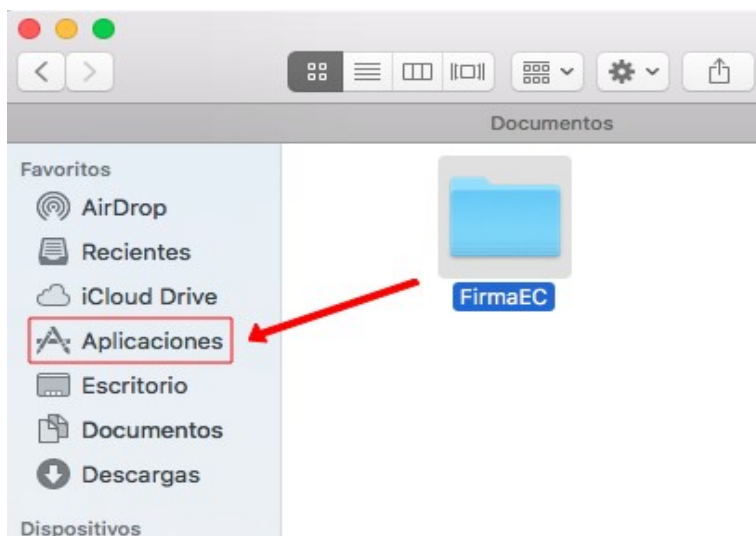 Documentos
Favoritos
AirDrop
Recientes
iCloud Drive
Aplicaciones
Escritorio
Documentos
Descargas
Dispositivos
FirmaEC